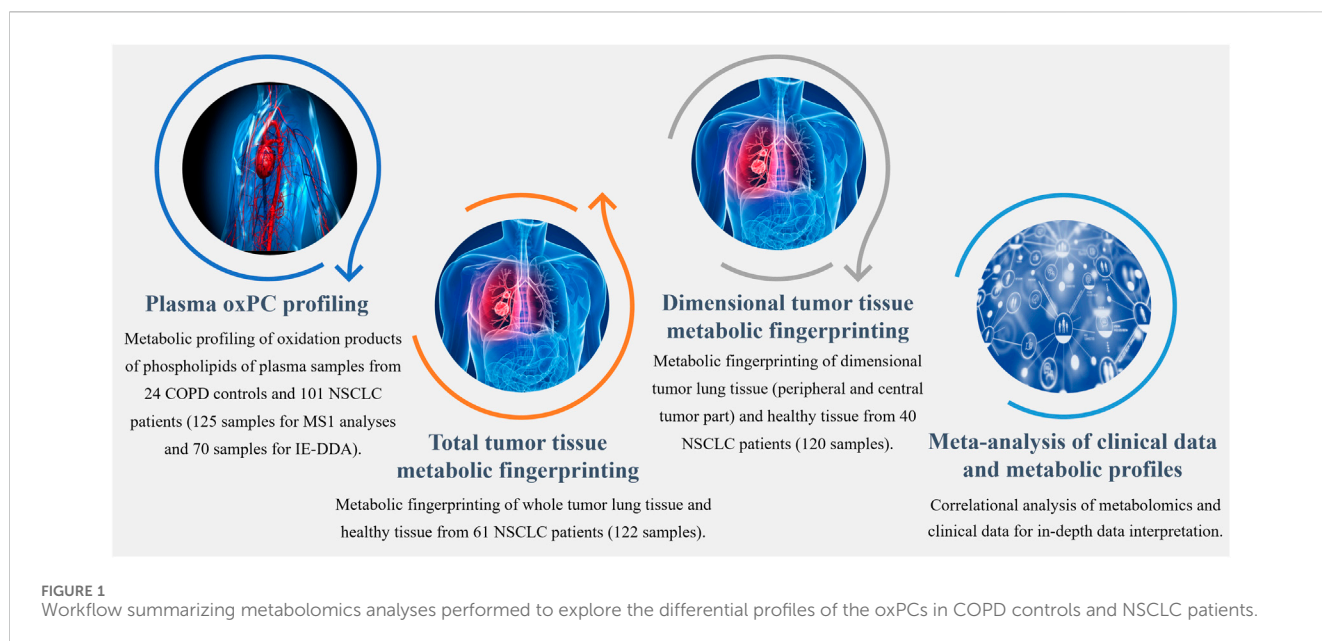 Plasma oxPC profiling
Metabolic profiling of oxidation products
of phospholipids of plasma samples from
24 COPD controls and 101 NSCLC
patients (125 samples for MS1 analyses
and 70 samples for IE-DDA).
Total tumor tissue
metabolic fingerprinting
Metabolic fingerprinting of whole tumor lung tissue and
healthy tissue from 61 NSCLC patients (122 samples).
Dimensional tumor tissue
metabolic fingerprinting
Metabolic fingerprinting of dimensional
tumor lung tissue (peripheral and central
tumor part) and healthy tissue from 40
NSCLC patients (120 samples).
Meta-analysis of clinical data
and metabolic profiles
Correlational analysis of metabolomics and
clinical data for in-depth data interpretation.
FIGURE 1
Workflow summarizing metabolomics analyses performed to explore the differential profiles of the oxPCs in COPD controls and NSCLC patients.